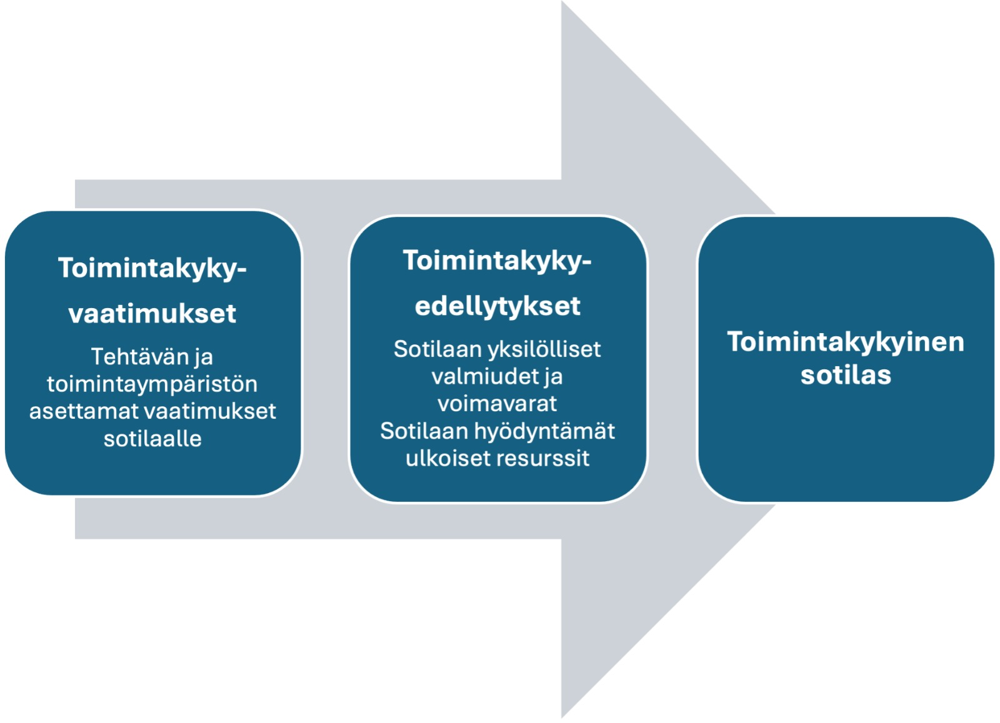 Toimintakyky-
vaatimukset
Tehtävän ja
toimintaympäristön
asettamat vaatimukset
sotilaalle
Toimintakyky-
edellytykset
Sotilaan yksilölliset
valmiudet ja
voimavarat
Sotilaan hyödyntämät
ulkoiset resurssit
Toimintakykyinen
sotilas